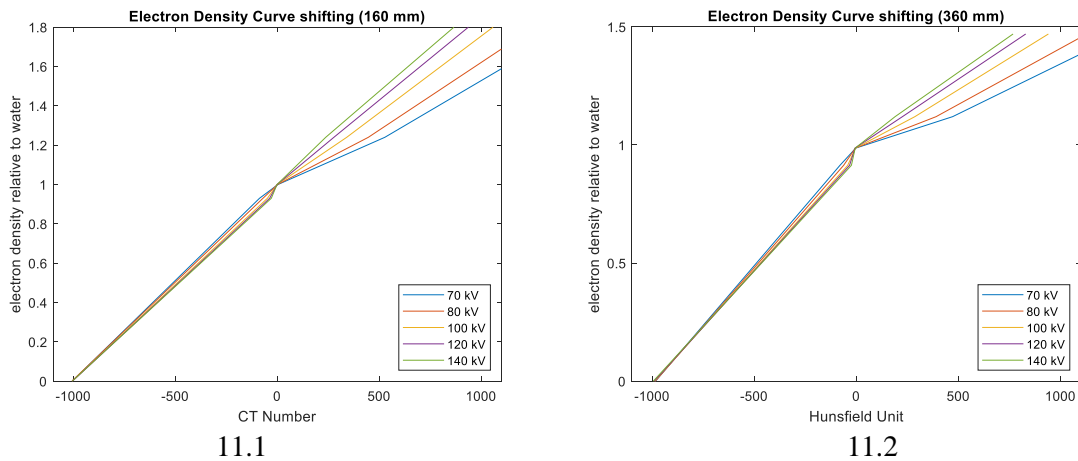 Electron Density Curve shifting (160 mm)
electron density relative to water
1.8
1.6
1.4
1.2
1
0.8
0.6
0.4
0.2
0
-1000 -500 0 500 1000
CT Number
70 kV
80 kV
100 kV
120 kV
140 kV
11.1
Electron Density Curve shifting (360 mm)
electron density relative to water
1.5
1
0.5
0
-1000 -500 0 500 1000
Hunsfield Unit
70 kV
80 kV
100 kV
120 kV
140 kV
11.2